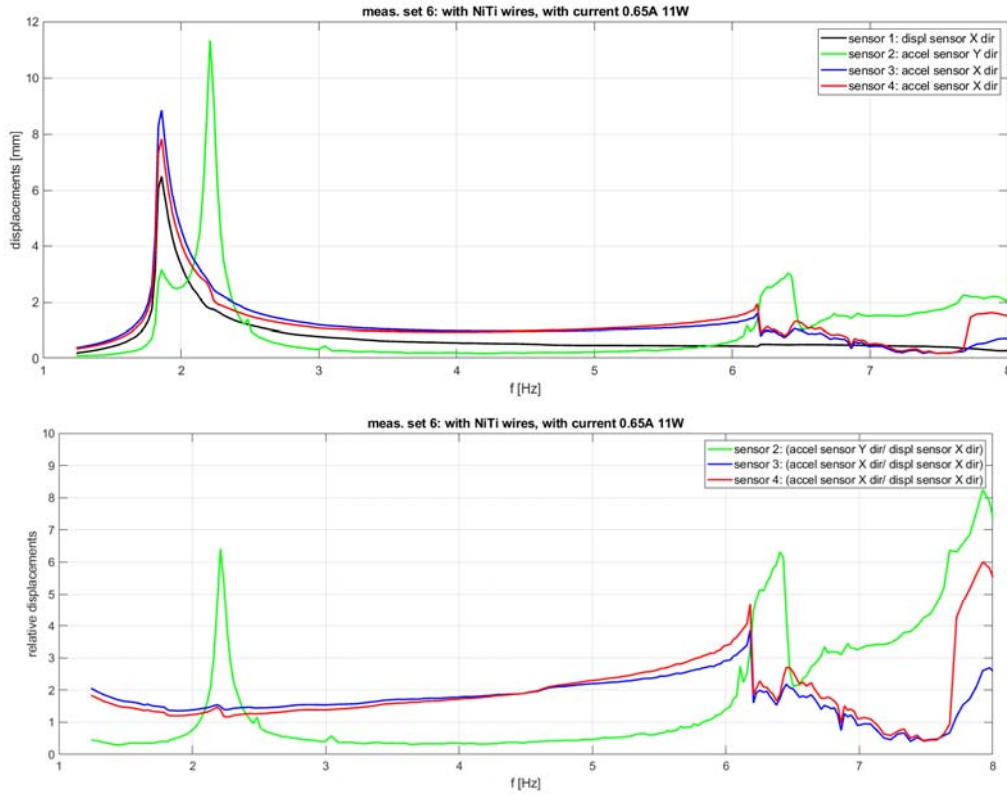 meas. set 6: with NiTi wires, with current 0.65A 11W
12
10
8
6
4
2
0
displacements [mm]
sensor 1: displ sensor X dir
sensor 2: accel sensor Y dir
sensor 3: accel sensor X dir
sensor 4: accel sensor X dir
1 2 3 4 5 6 7 8
f [Hz]
meas. set 6: with NiTi wires, with current 0.65A 11W
10
9
8
7
6
5
4
3
2
1
0
relative displacements
sensor 2: (accel sensor Y dir/ displ sensor X dir)
sensor 3: (accel sensor X dir/ displ sensor X dir)
sensor 4: (accel sensor X dir/ displ sensor X dir)
1 2 3 4 5 6 7 8
f [Hz]